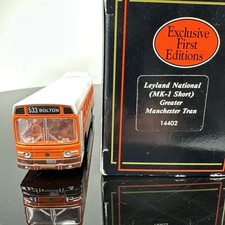 533 BOLTON
Exclusive
First
Editions
Leyland National
(MK-1 Short)
Greater
Manchester Tran
14402